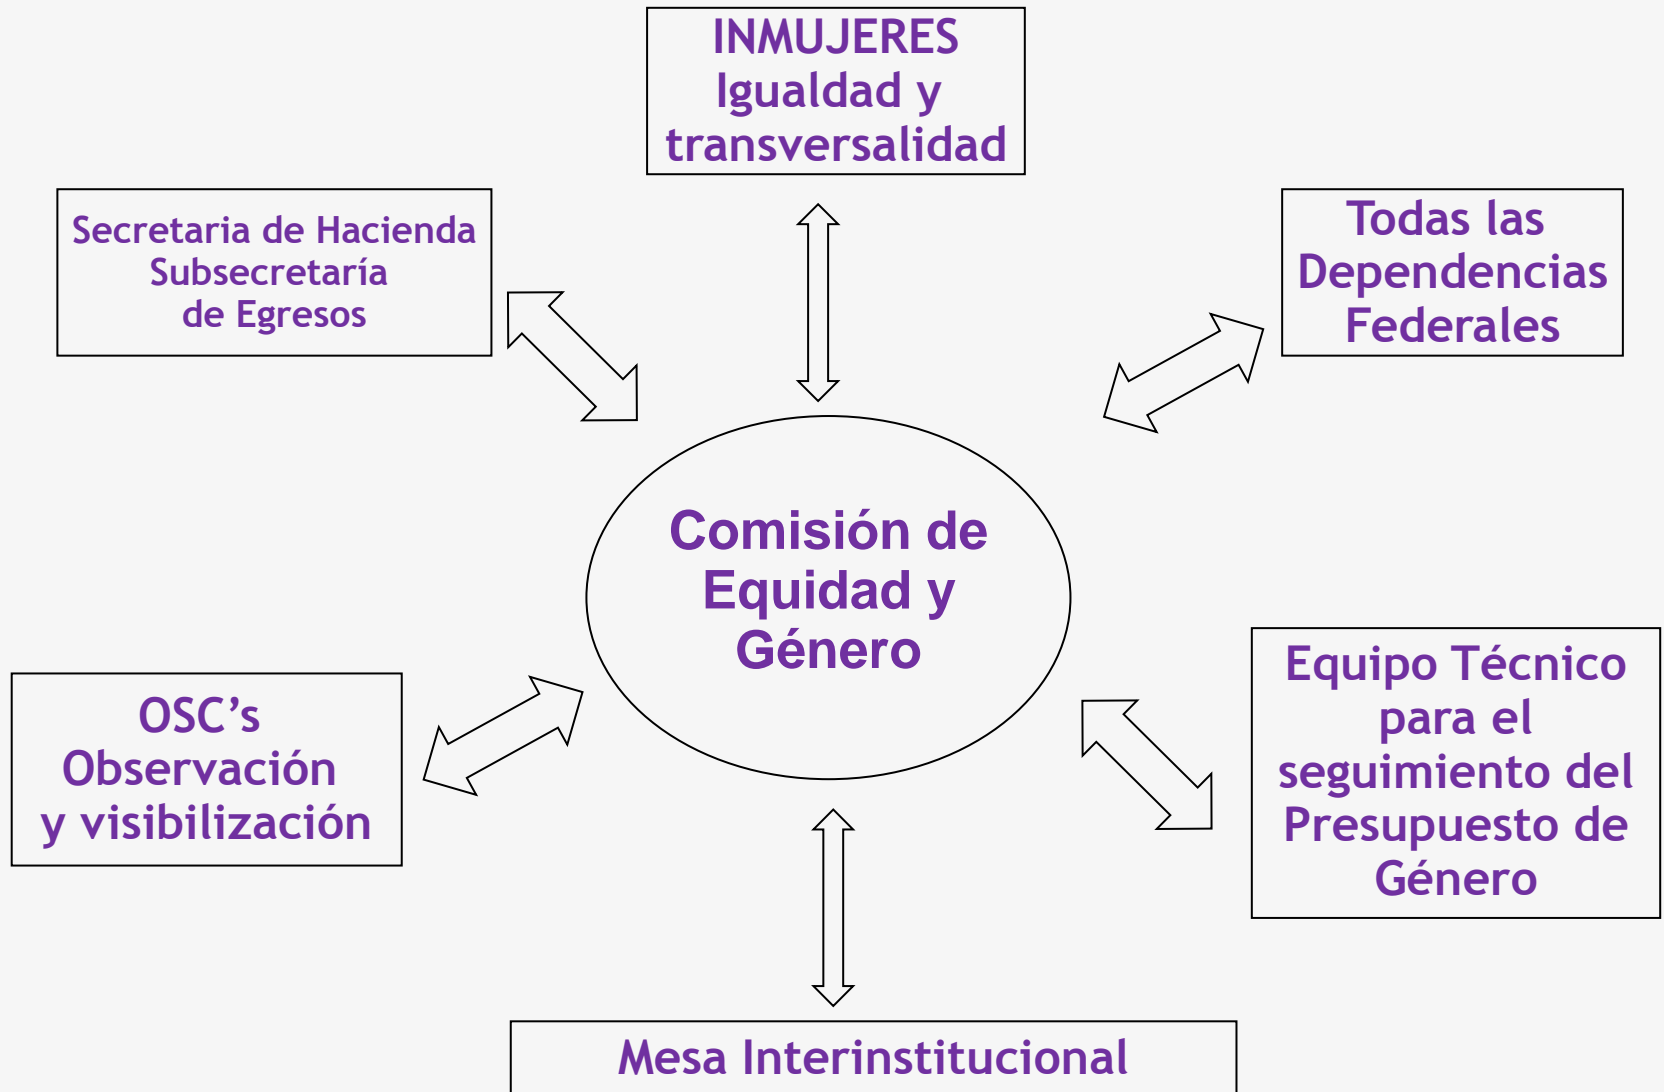 INMUJERES
Igualdad y
transversalidad
Secretaria de Hacienda
Subsecretaría
de Egresos
Todas las
Dependencias
Federales
Comisión de
Equidad y
Género
OSC’s
Observación
y visibilización
Equipo Técnico
para el
seguimiento del
Presupuesto de
Género
Mesa Interinstitucional